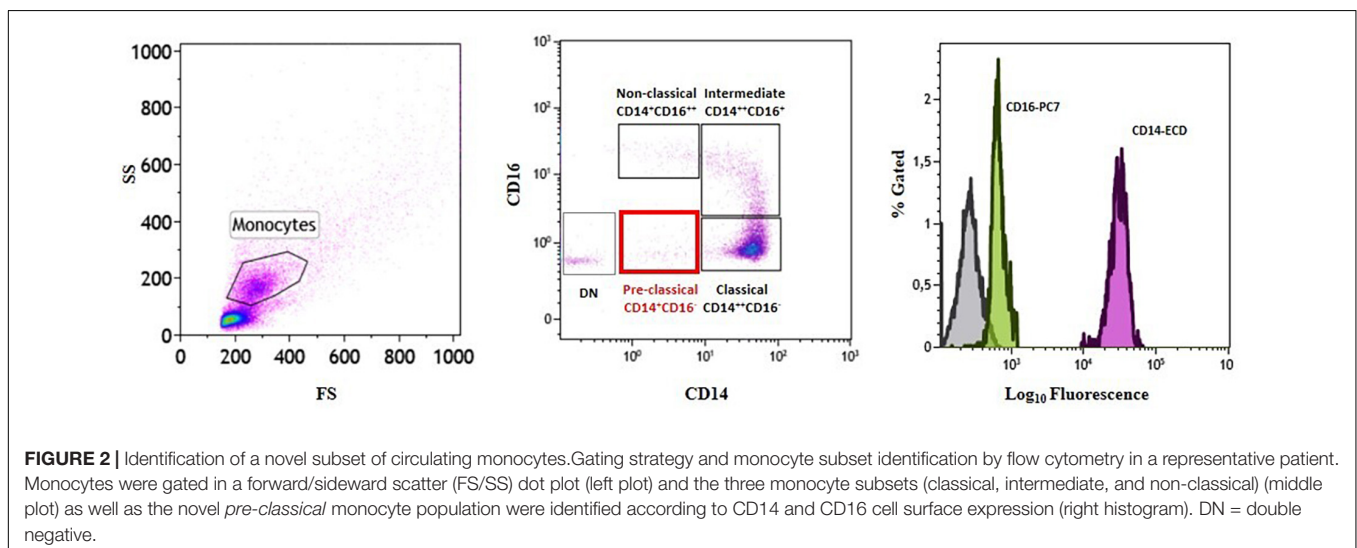 1000
800
600
400
200
0
SS
Monocytes
0 200 400 600 800 1000
FS
10³
10²
10¹
10⁰
0
CD16
Non-classical
CD14⁺CD16⁺⁺
Intermediate
CD14⁺⁺CD16⁺
DN
Pre-classical
CD14⁺CD16⁻
Classical
CD14⁺⁺CD16⁻
10⁰ 10¹ 10² 10³
CD14
2
1,5
1
0,5
0
% Gated
CD16-PC7
CD14-ECD
10³ 10⁴ 10⁵ 10
Log₁₀ Fluorescence
FIGURE 2 | Identification of a novel subset of circulating monocytes.Gating strategy and monocyte subset identification by flow cytometry in a representative patient.
Monocytes were gated in a forward/sideward scatter (FS/SS) dot plot (left plot) and the three monocyte subsets (classical, intermediate, and non-classical) (middle
plot) as well as the novel pre-classical monocyte population were identified according to CD14 and CD16 cell surface expression (right histogram). DN = double
negative.